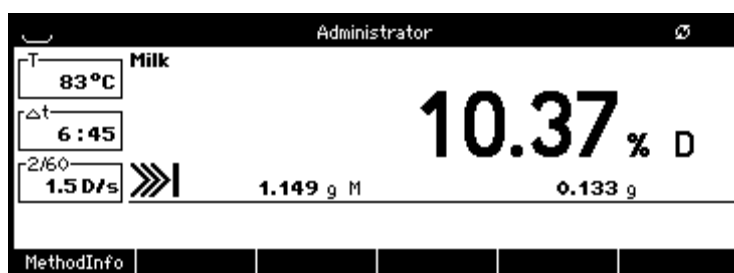 Administrator
T
83°C
Milk
△t
6:45
10.37 % D
2/60
1.5 D/s
1.149 g M
0.133 g
MethodInfo